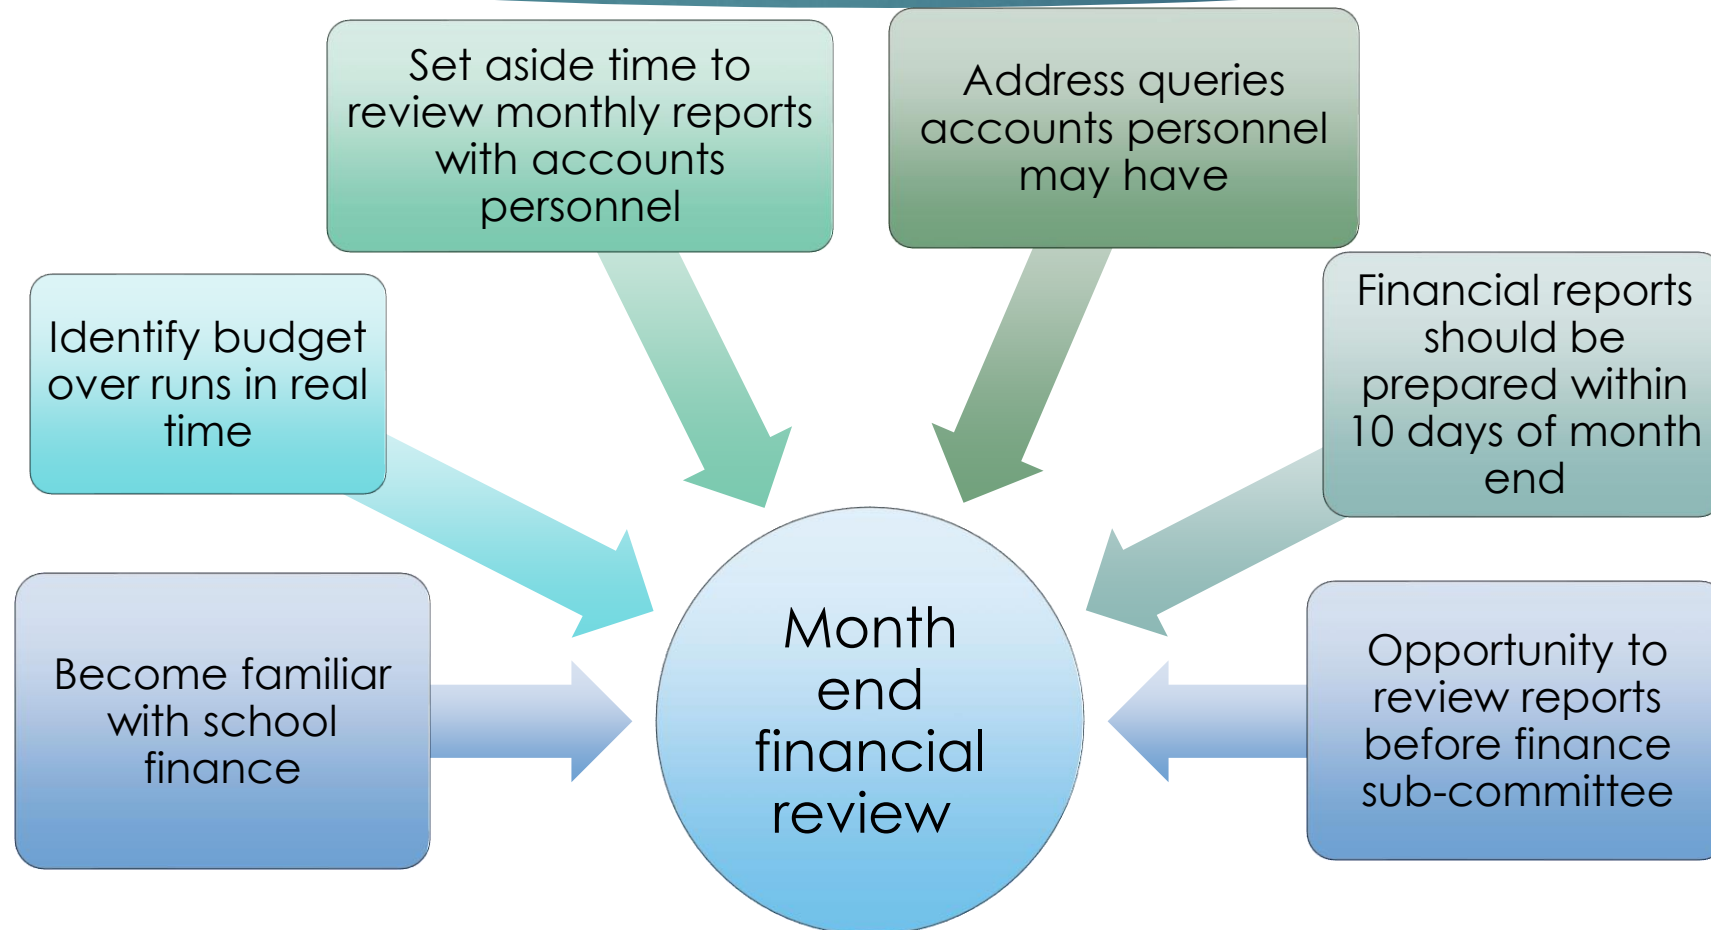 Set aside time to
review monthly reports
with accounts
personnel
Address queries
accounts personnel
may have
Identify budget
over runs in real
time
Financial reports
should be
prepared within
10 days of month
end
Become familiar
with school
finance
Month
end
financial
review
Opportunity to
review reports
before finance
sub-committee